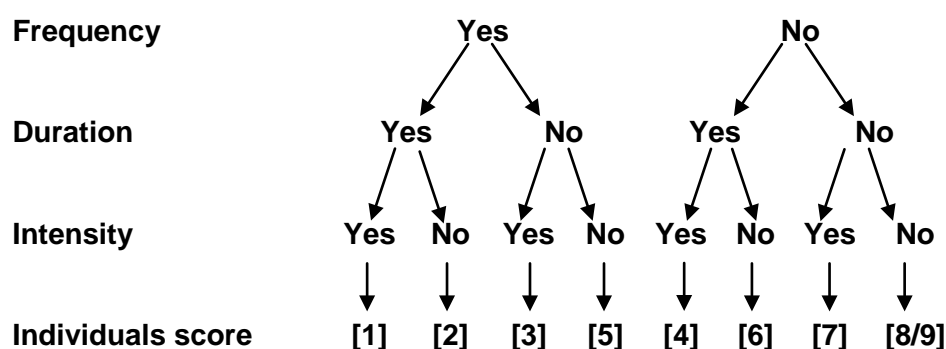 Frequency Yes No
Duration Yes No Yes No
Intensity Yes No Yes No Yes No Yes No
Individuals score [1] [2] [3] [5] [4] [6] [7] [8/9]